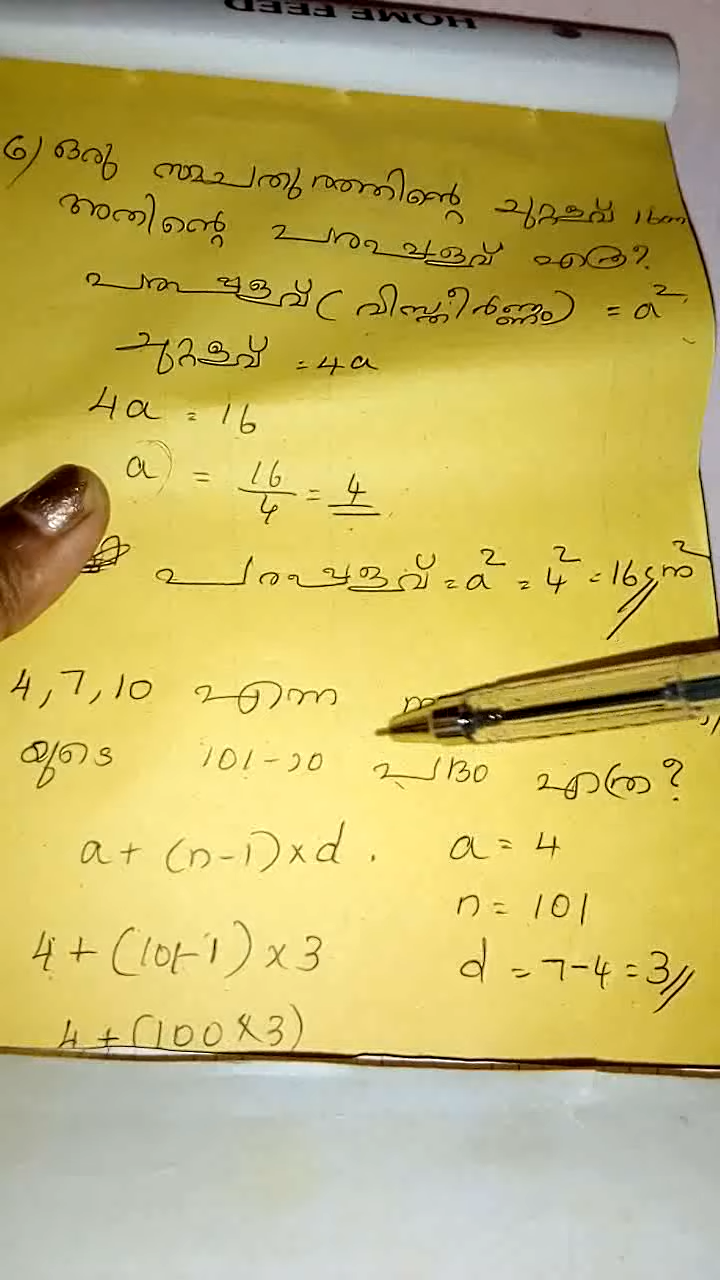 HOME FEED
6) ഒരു സമചതുരത്തിന്റെ ചുറ്റളവ് 16
അതിന്റെ പരപ്പളവ് എത്ര?
പരപ്പളവ് (വിസ്തീർണ്ണം) = a²
ചുറ്റളവ് = 4a
4a = 16
a) = 16/4 = 4
പരപ്പളവ് = a² = 4² = 16cm²
4, 7, 10 എന്ന
യുടെ 101-ാo പദം എത്ര?
a + (n-1)×d . a = 4
n = 101
4 + (101-1) × 3 d = 7-4 = 3//
4 + (100 × 3)